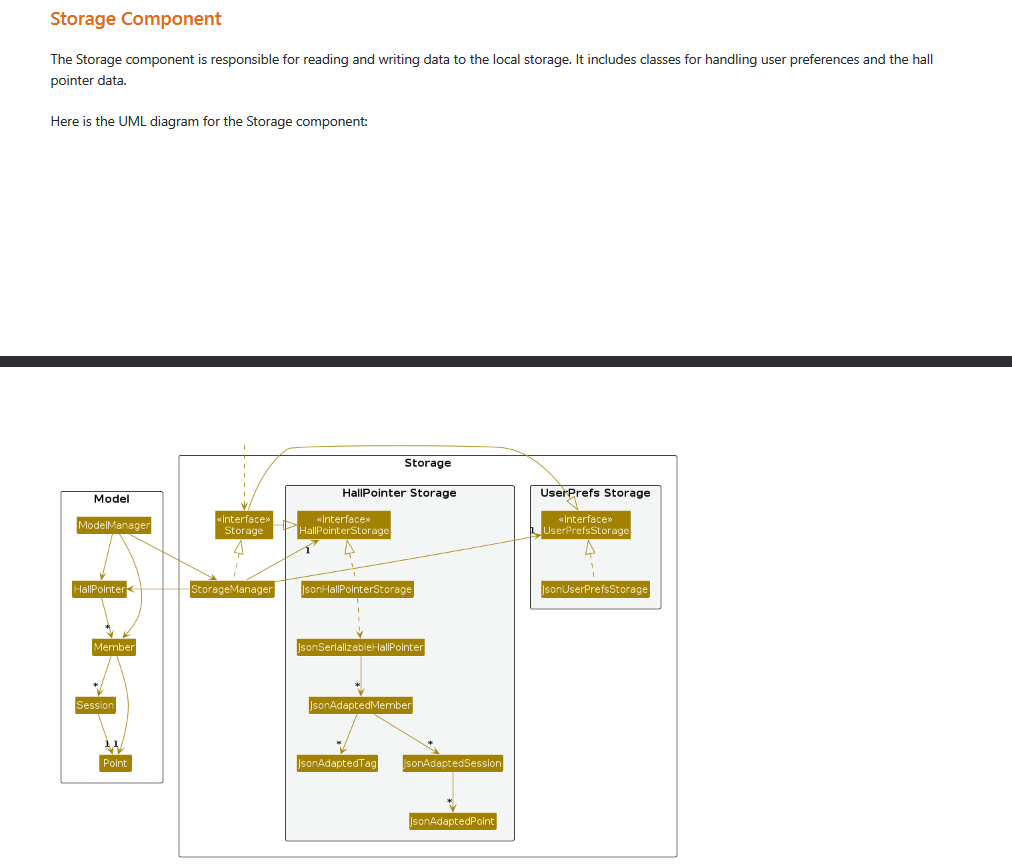 Storage Component
The Storage component is responsible for reading and writing data to the local storage. It includes classes for handling user preferences and the hall
pointer data.
Here is the UML diagram for the Storage component:
Storage
Model
HallPointer Storage
UserPrefs Storage
ModelManager
«interface»
Storage
«interface»
HallPointerStorage
«interface»
UserPrefsStorage
1
1
HallPointer
StorageManager
JsonHallPointerStorage
JsonUserPrefsStorage
*
Member
JsonSerializableHallPointer
*
*
Session
JsonAdaptedMember
1 1
*
*
Point
JsonAdaptedTag
JsonAdaptedSession
*
JsonAdaptedPoint